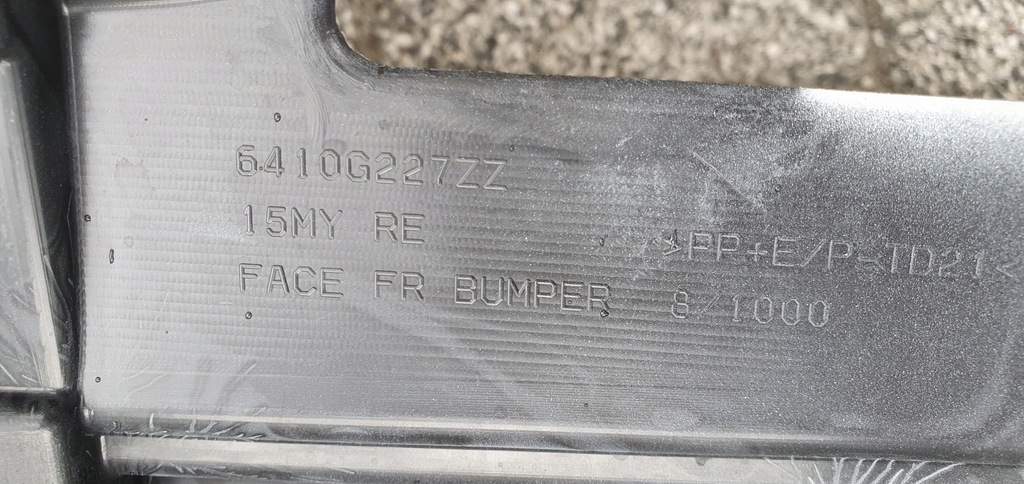 6410G227ZZ
15MY RE
FACE FR BUMPER
>PP+E/P-TD21<
8/1000